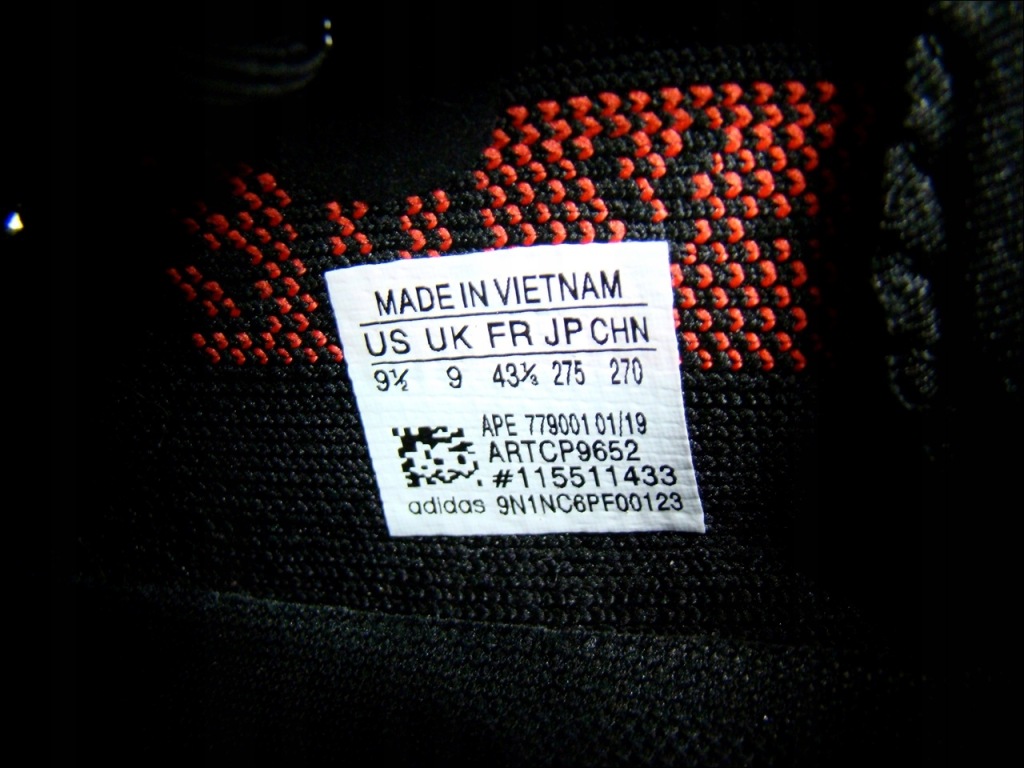 MADE IN VIETNAM
US UK FR JP CHN
9½ 9 43⅓ 275 270
APE 779001 01/19
ARTCP9652
#115511433
adidas 9N1NC6PF00123